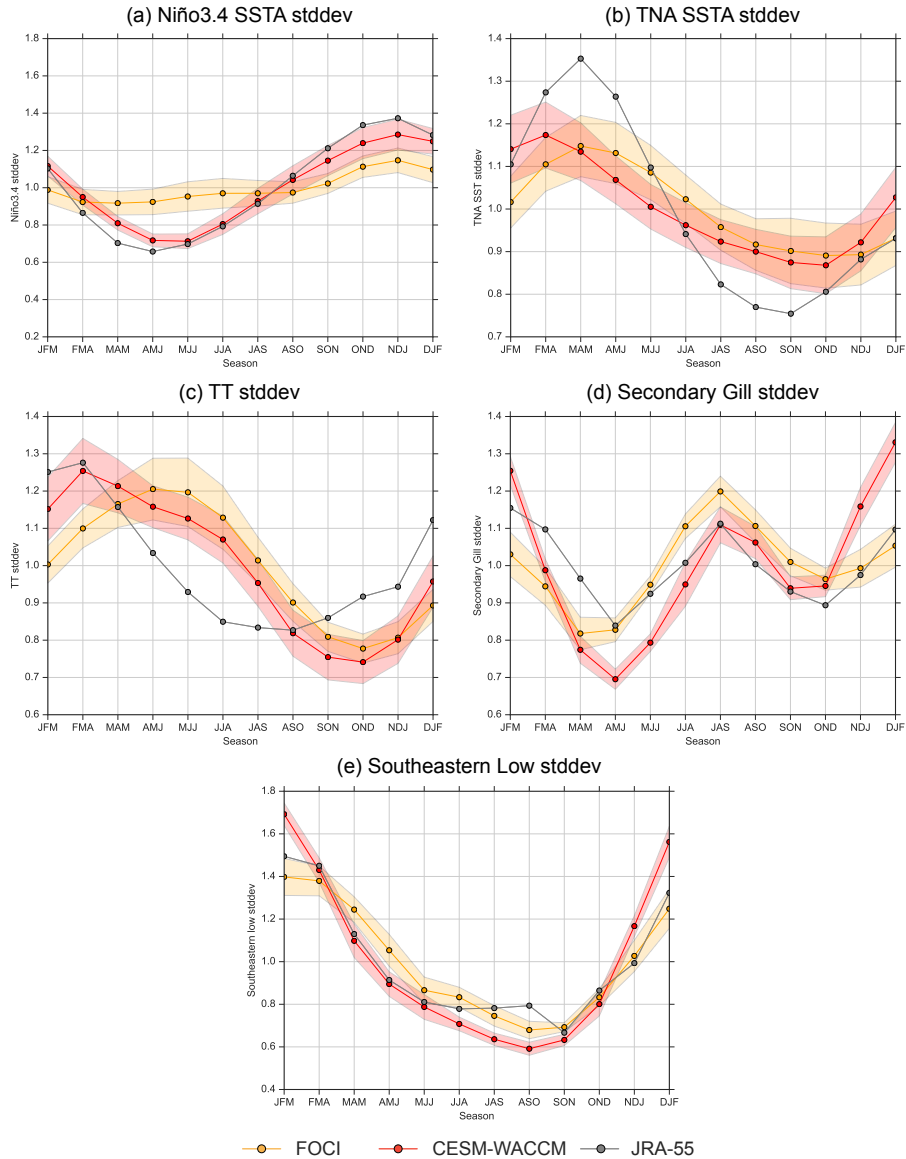 (a) Niño3.4 SSTA stddev
1.8
1.6
1.4
1.2
1.0
0.8
0.6
0.4
0.2
Niño3.4 stddev
JFM FMA MAM AMJ MJJ JJA JAS ASO SON OND NDJ DJF
Season
(b) TNA SSTA stddev
1.4
1.3
1.2
1.1
1.0
0.9
0.8
0.7
TNA SST stddev
JFM FMA MAM AMJ MJJ JJA JAS ASO SON OND NDJ DJF
Season
(c) TT stddev
1.4
1.3
1.2
1.1
1.0
0.9
0.8
0.7
0.6
TT stddev
JFM FMA MAM AMJ MJJ JJA JAS ASO SON OND NDJ DJF
Season
(d) Secondary Gill stddev
1.4
1.3
1.2
1.1
1.0
0.9
0.8
0.7
0.6
Secondary Gill stddev
JFM FMA MAM AMJ MJJ JJA JAS ASO SON OND NDJ DJF
Season
(e) Southeastern Low stddev
1.8
1.6
1.4
1.2
1.0
0.8
0.6
0.4
Southeastern low stddev
JFM FMA MAM AMJ MJJ JJA JAS ASO SON OND NDJ DJF
Season
FOCI CESM-WACCM JRA-55